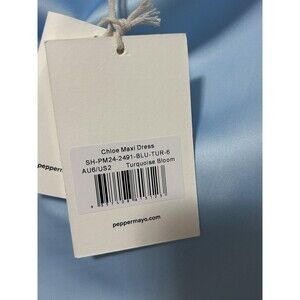 Chloe Maxi Dress
SH-PM24-2491-BLU-TUR-6
AU6/US2 Turquoise Bloom
peppermayo.com